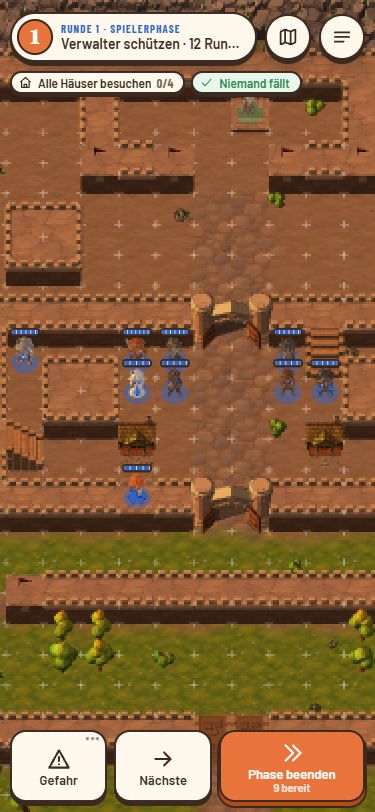 1
RUNDE 1 · SPIELERPHASE
Verwalter schützen · 12 Run…
Alle Häuser besuchen 0/4
Niemand fällt
Gefahr
Nächste
Phase beenden
9 bereit